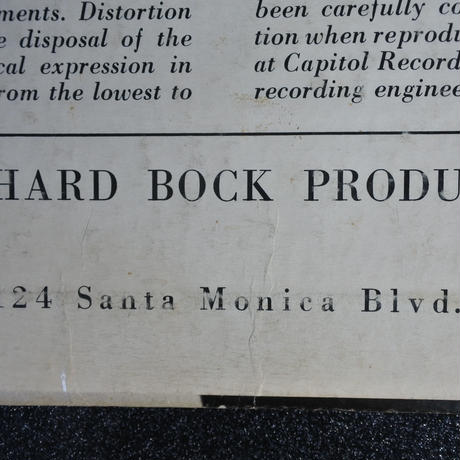 ments. Distortion
e disposal of the
cal expression in
rom the lowest to
been carefully co
tion when reprodu
at Capitol Record
recording enginee
HARD BOCK PRODU
124 Santa Monica Blvd.